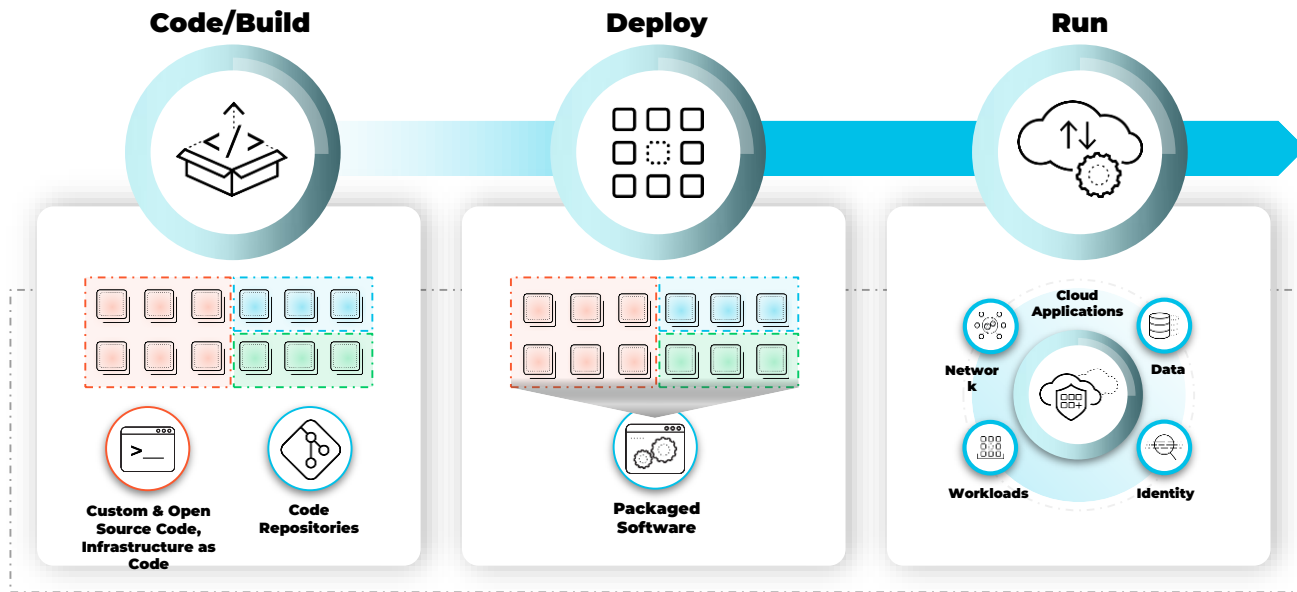 Code/Build
Deploy
Run
Custom & Open
Source Code,
Infrastructure as
Code
Code
Repositories
>_
Packaged
Software
Cloud
Applications
Networ
k
Data
Workloads
Identity